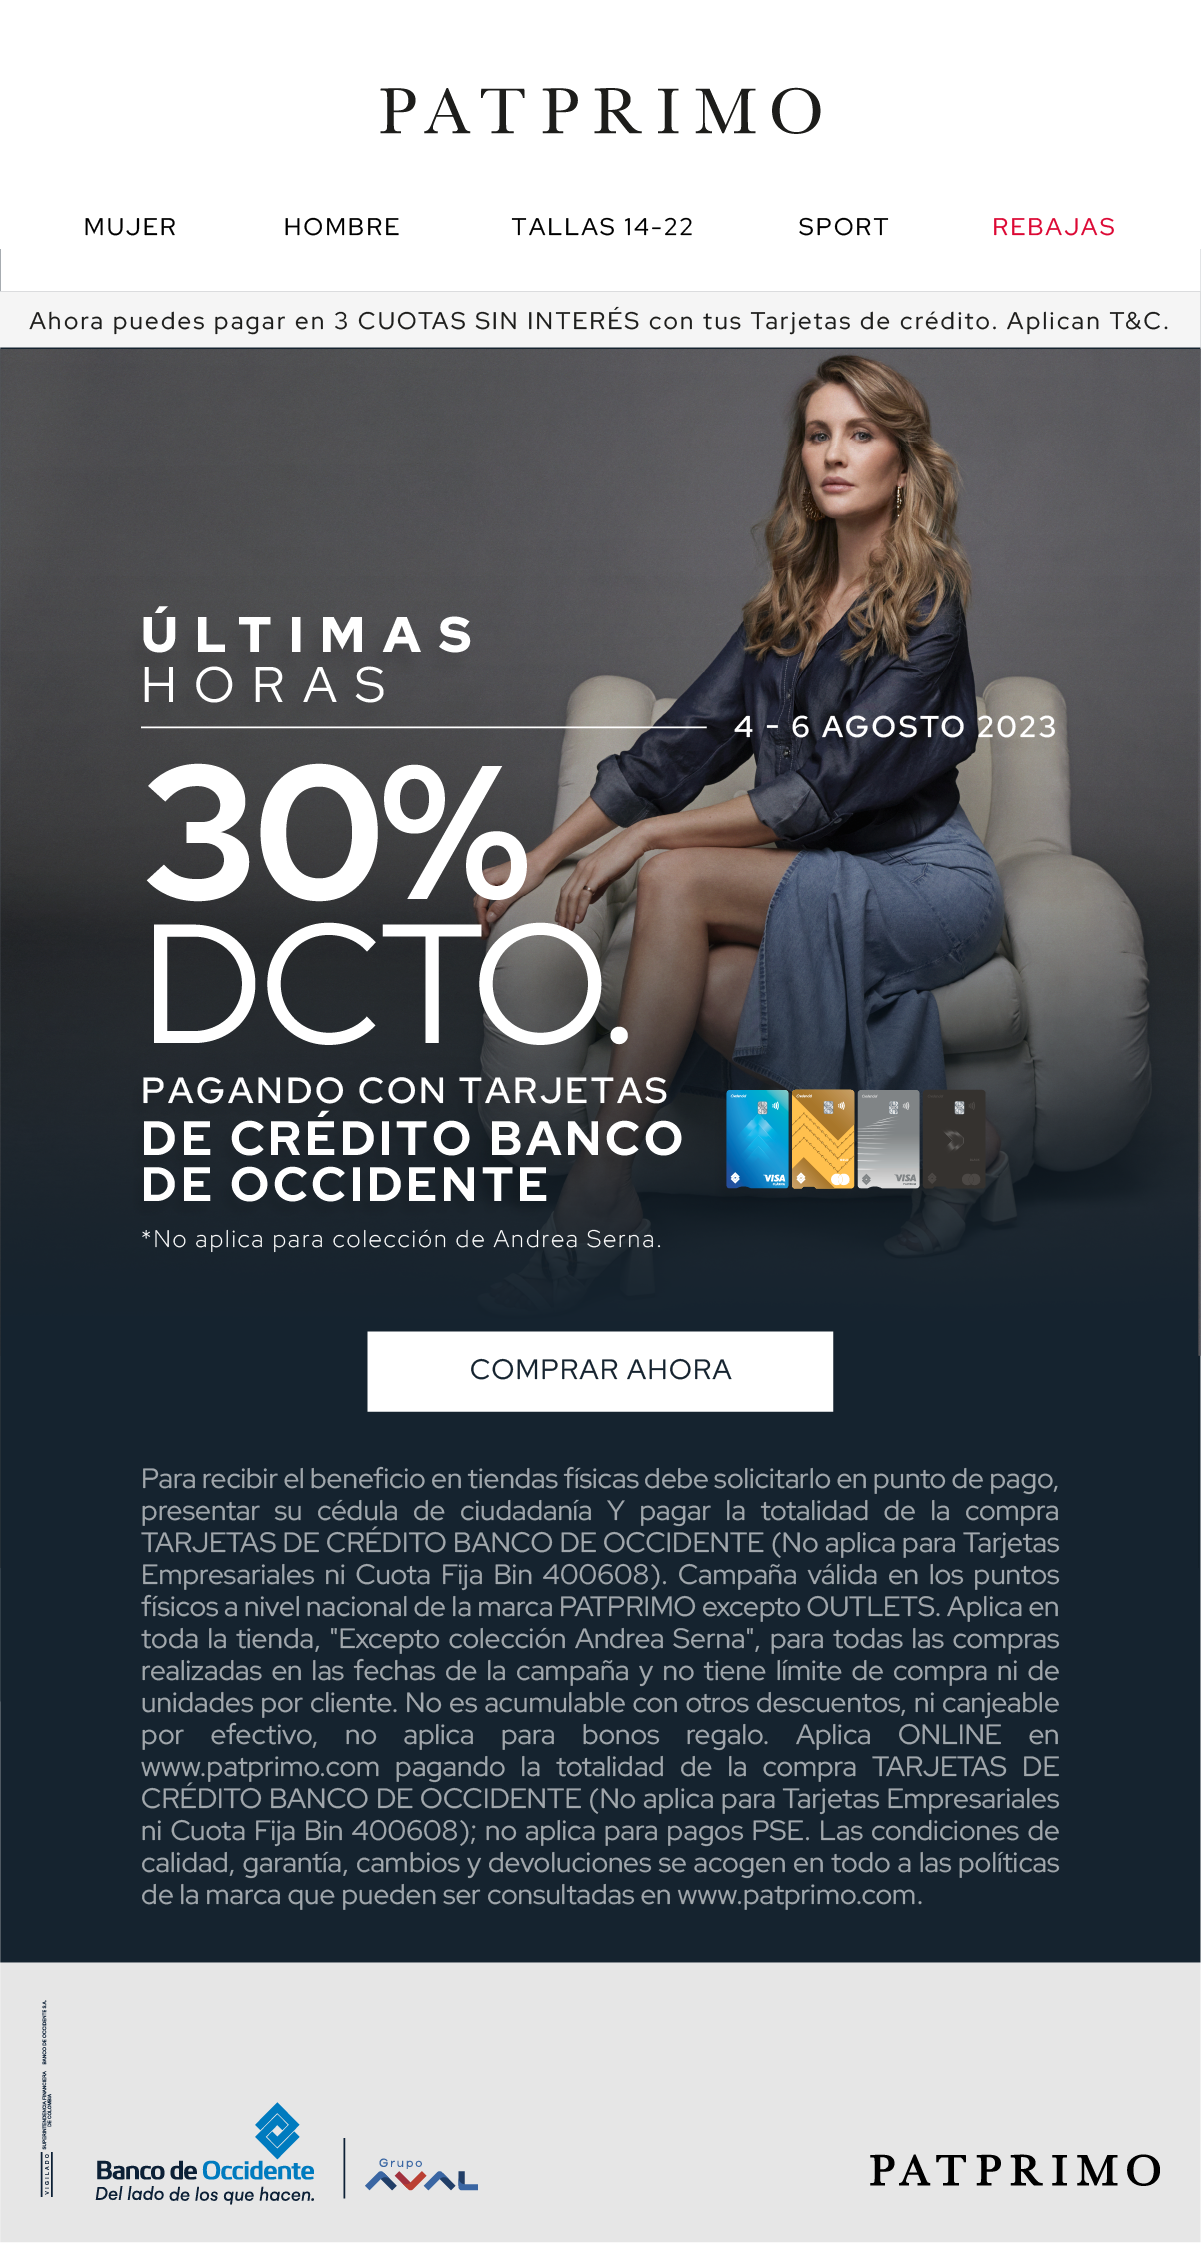 PATPRIMO
MUJER HOMBRE TALLAS 14-22 SPORT REBAJAS
Ahora puedes pagar en 3 CUOTAS SIN INTERÉS con tus Tarjetas de crédito. Aplican T&C.
ÚLTIMAS
HORAS
4 - 6 AGOSTO 2023
30%
DCTO.
PAGANDO CON TARJETAS
DE CRÉDITO BANCO
DE OCCIDENTE
VISA
VISA
*No aplica para colección de Andrea Serna.
COMPRAR AHORA
Para recibir el beneficio en tiendas físicas debe solicitarlo en punto de pago,
presentar su cédula de ciudadanía Y pagar la totalidad de la compra
TARJETAS DE CRÉDITO BANCO DE OCCIDENTE (No aplica para Tarjetas
Empresariales ni Cuota Fija Bin 400608). Campaña válida en los puntos
físicos a nivel nacional de la marca PATPRIMO excepto OUTLETS. Aplica en
toda la tienda, "Excepto colección Andrea Serna", para todas las compras
realizadas en las fechas de la campaña y no tiene límite de compra ni de
unidades por cliente. No es acumulable con otros descuentos, ni canjeable
por efectivo, no aplica para bonos regalo. Aplica ONLINE en
www.patprimo.com pagando la totalidad de la compra TARJETAS DE
CRÉDITO BANCO DE OCCIDENTE (No aplica para Tarjetas Empresariales
ni Cuota Fija Bin 400608); no aplica para pagos PSE. Las condiciones de
calidad, garantía, cambios y devoluciones se acogen en todo a las políticas
de la marca que pueden ser consultadas en www.patprimo.com.
VIGILADO SUPERINTENDENCIA FINANCIERA
DE COLOMBIA
BANCO DE OCCIDENTE S.A.
Banco de Occidente
Del lado de los que hacen.
Grupo
AVAL
PATPRIMO